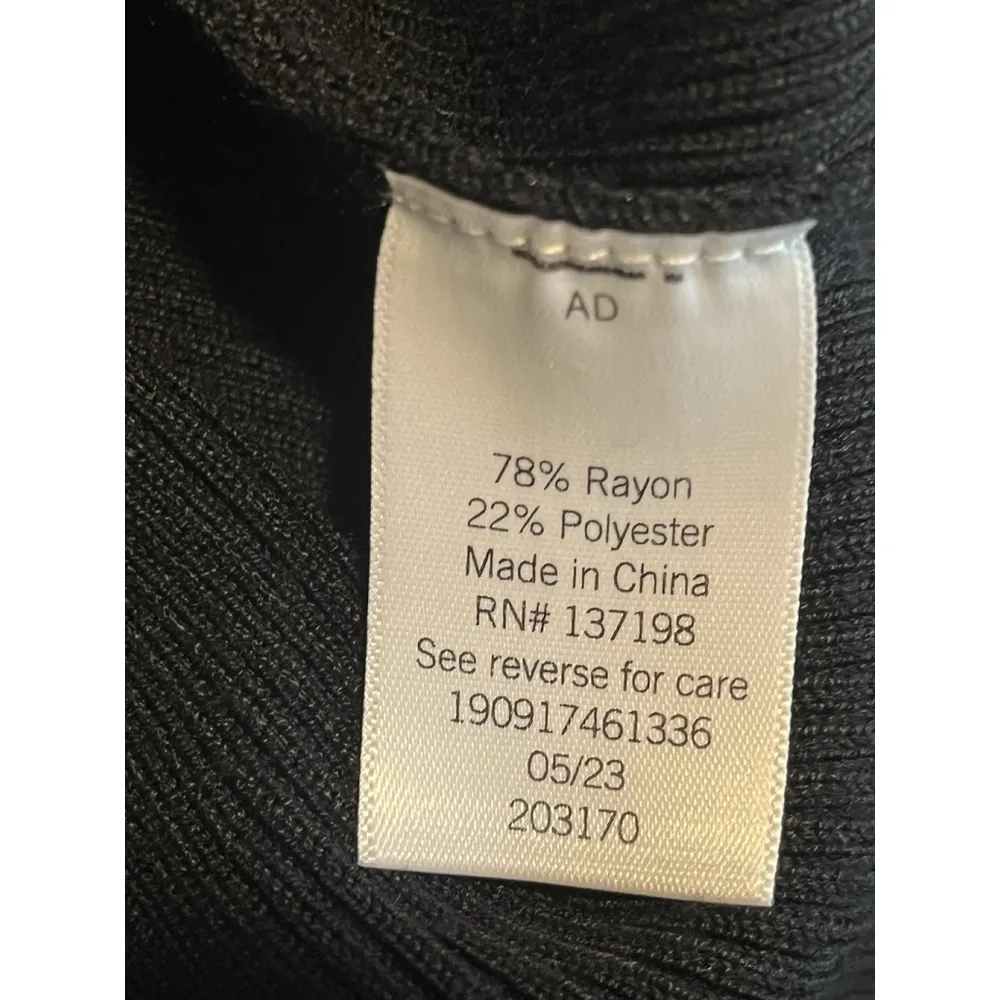 AD
78% Rayon
22% Polyester
Made in China
RN# 137198
See reverse for care
190917461336
05/23
203170